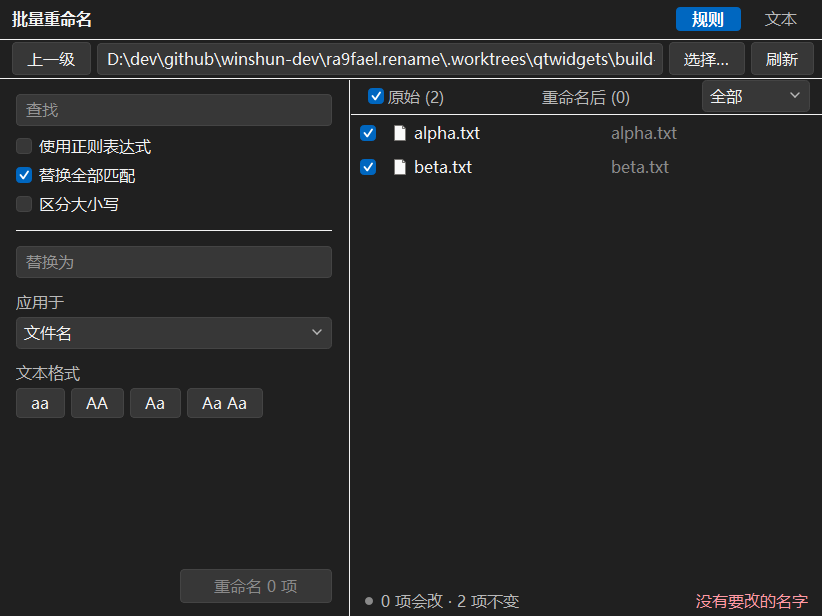 批量重命名 规则 文本
上一级 D:\dev\github\winshun-dev\ra9fael.rename\.worktrees\qtwidgets\build- 选择... 刷新
查找
使用正则表达式
替换全部匹配
区分大小写
替换为
应用于
文件名
文本格式
aa AA Aa Aa Aa
重命名 0 项
原始 (2) 重命名后 (0) 全部
alpha.txt alpha.txt
beta.txt beta.txt
0 项会改 · 2 项不变 没有要改的名字